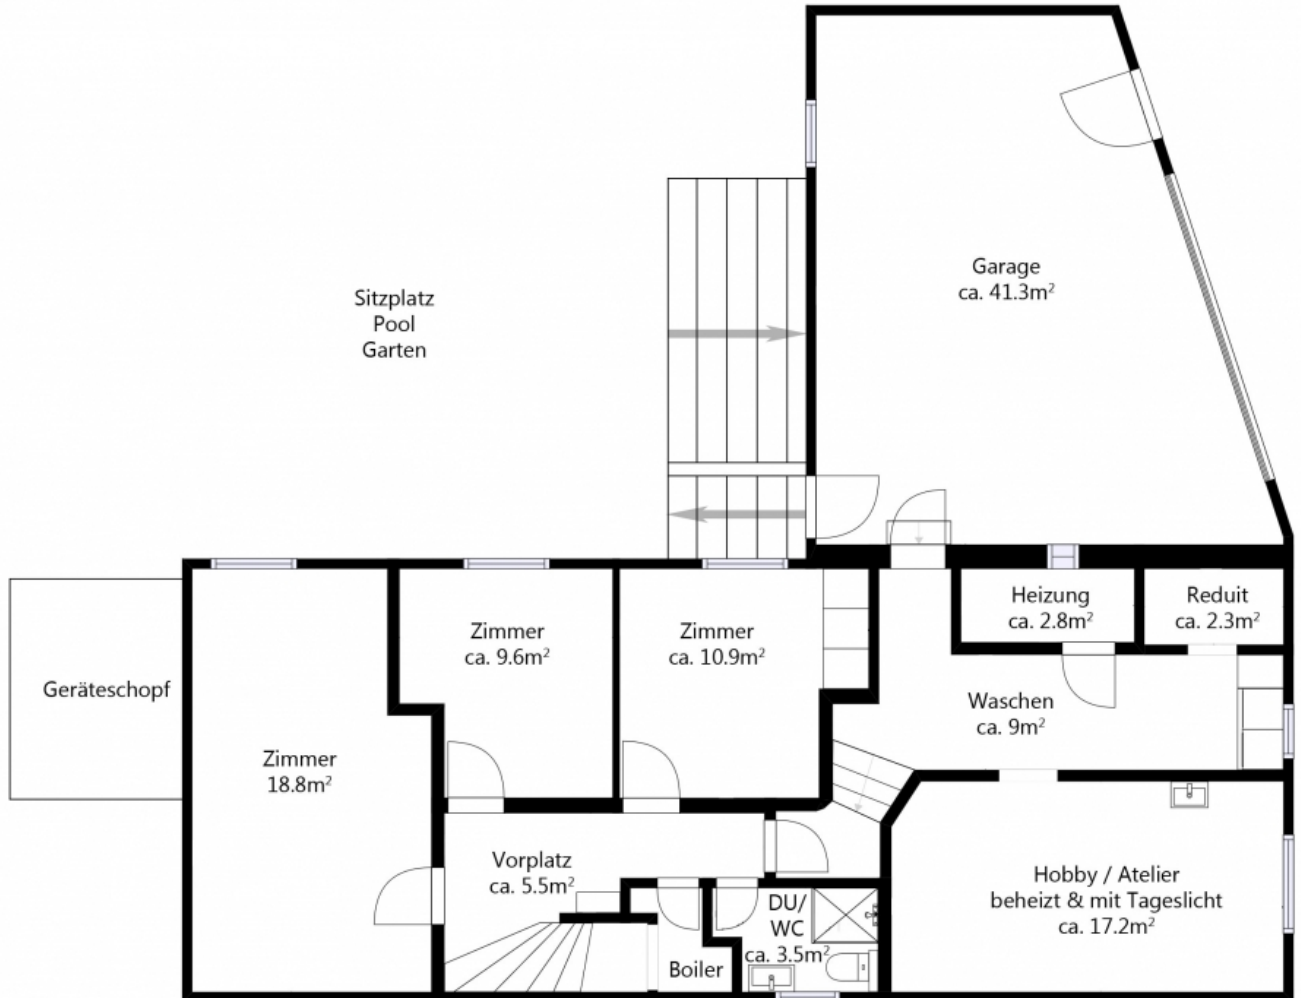 Garage
ca. 41.3m²
Sitzplatz
Pool
Garten
Heizung
ca. 2.8m²
Reduit
ca. 2.3m²
Zimmer
ca. 9.6m²
Zimmer
ca. 10.9m²
Geräteschopf
Waschen
ca. 9m²
Zimmer
18.8m²
Vorplatz
ca. 5.5m²
Hobby / Atelier
beheizt & mit Tageslicht
ca. 17.2m²
DU/
WC
ca. 3.5m²
Boiler